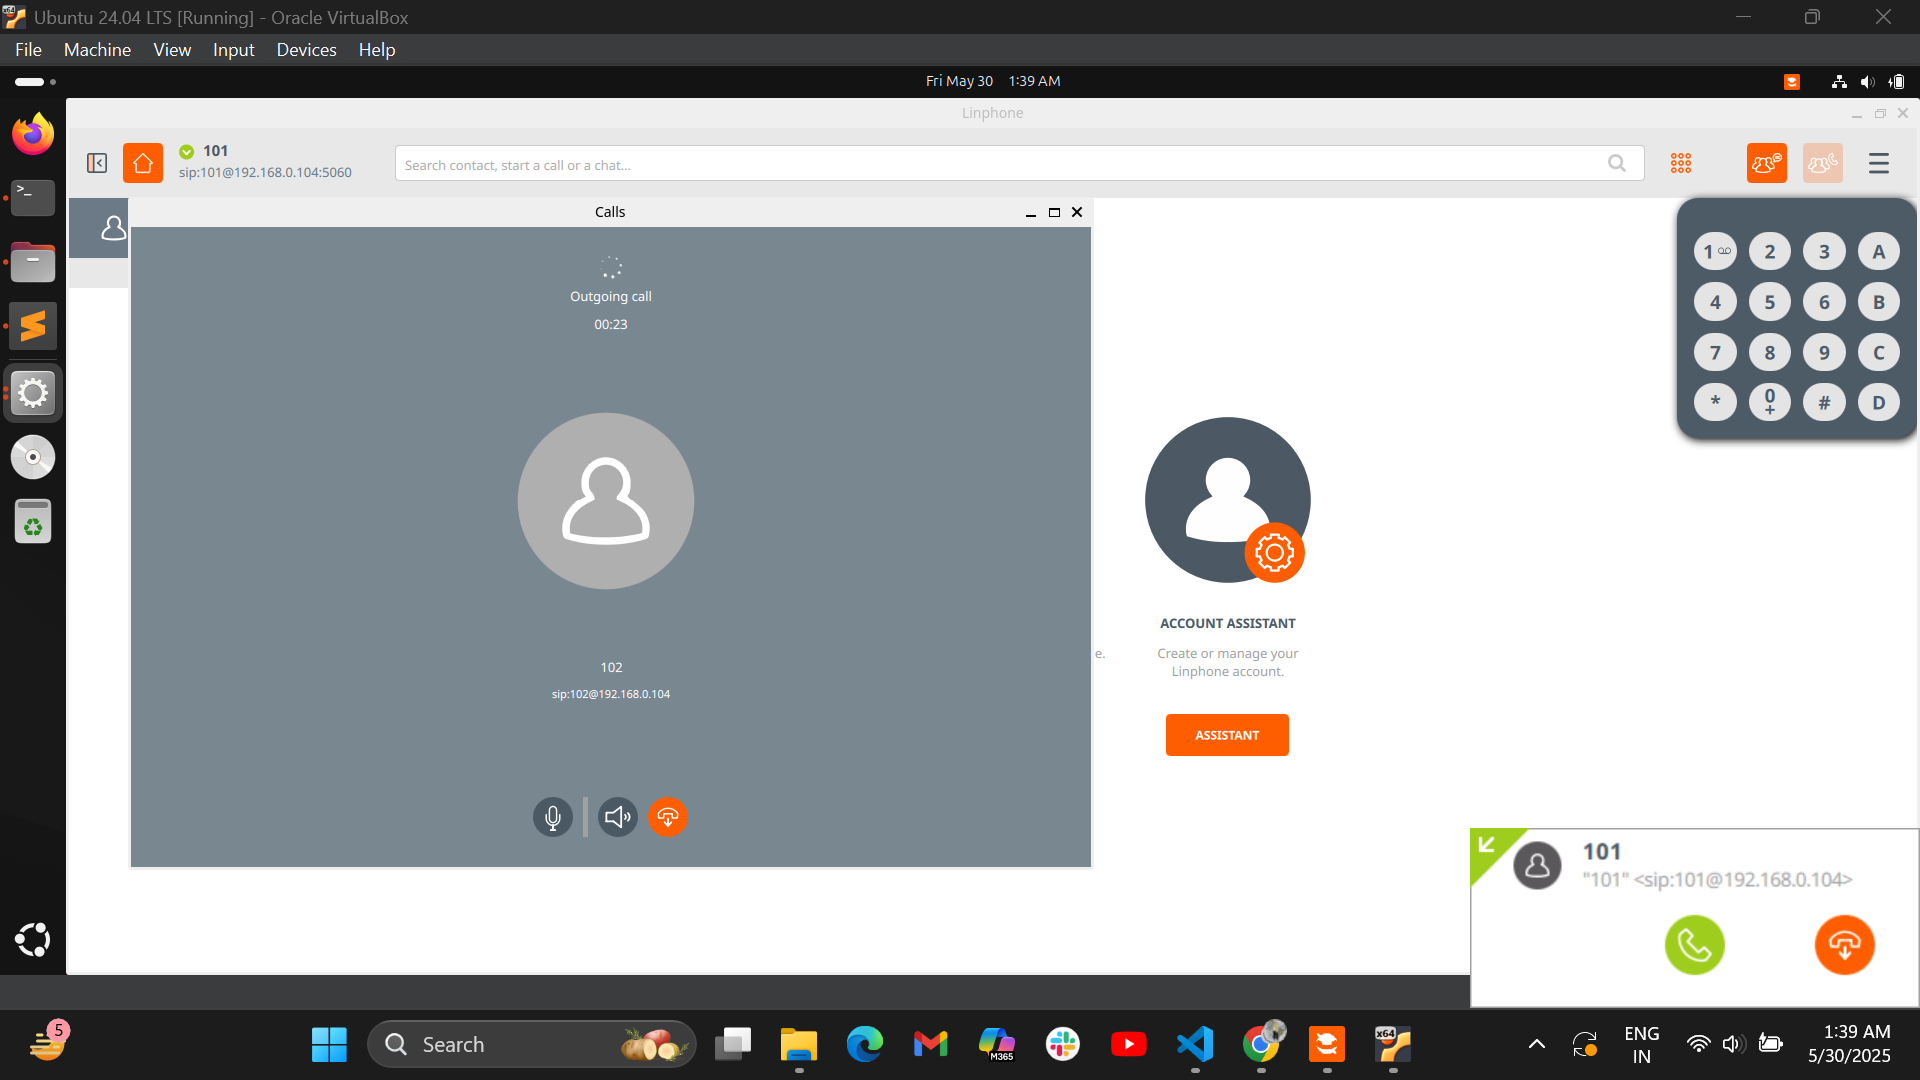 Ubuntu 24.04 LTS [Running] - Oracle VirtualBox
File Machine View Input Devices Help
Fri May 30 1:39 AM
Linphone
101
sip:101@192.168.0.104:5060
Search contact, start a call or a chat...
Calls
Outgoing call
00:23
102
sip:102@192.168.0.104
e.
ACCOUNT ASSISTANT
Create or manage your
Linphone account.
ASSISTANT
1 2 3 A
4 5 6 B
7 8 9 C
* 0 # D
+
101
"101" <sip:101@192.168.0.104>
5
Search
M365
x64
ENG
IN
1:39 AM
5/30/2025